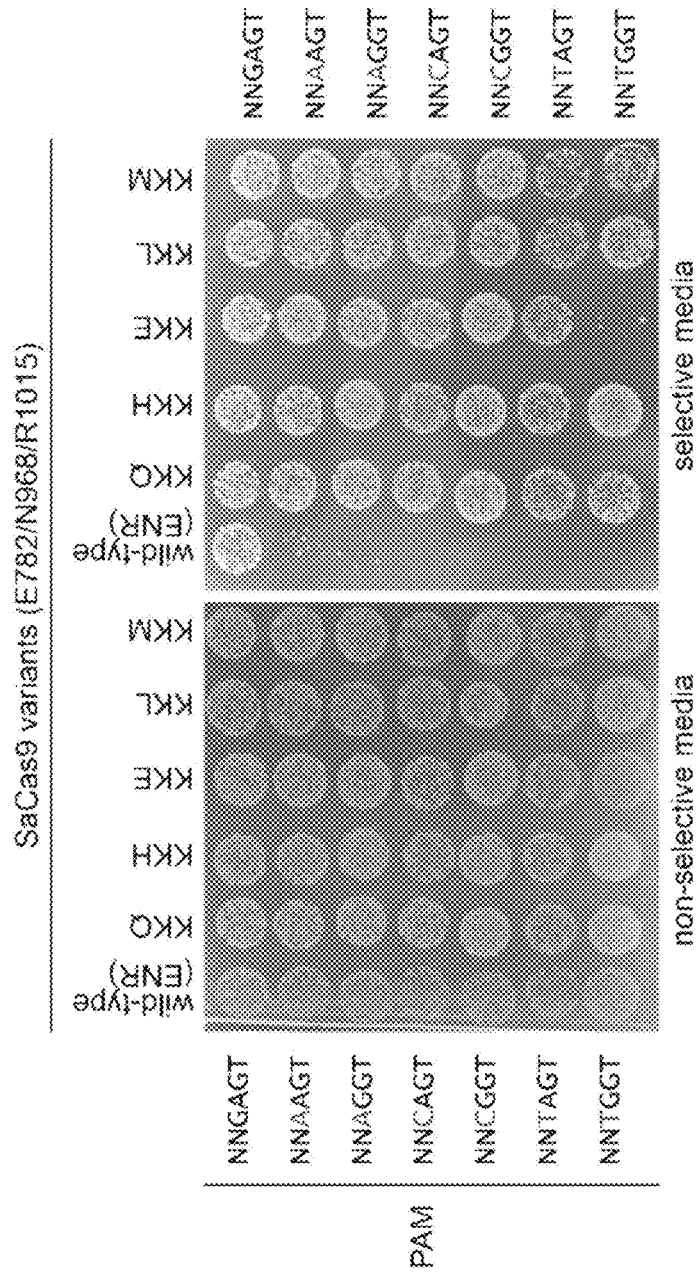 SaCas9 variants (E782/N968/R1015)
wild-type
(ENR)
KKQ
KKH
KKE
KKL
KKM
wild-type
(ENR)
KKQ
KKH
KKE
KKL
KKM
PAM
NNGAGT
NNAAGT
NNAGGT
NNCAGT
NNCGGT
NNTAGT
NNTGGT
NNGAGT
NNAAGT
NNAGGT
NNCAGT
NNCGGT
NNTAGT
NNTGGT
non-selective media
selective media